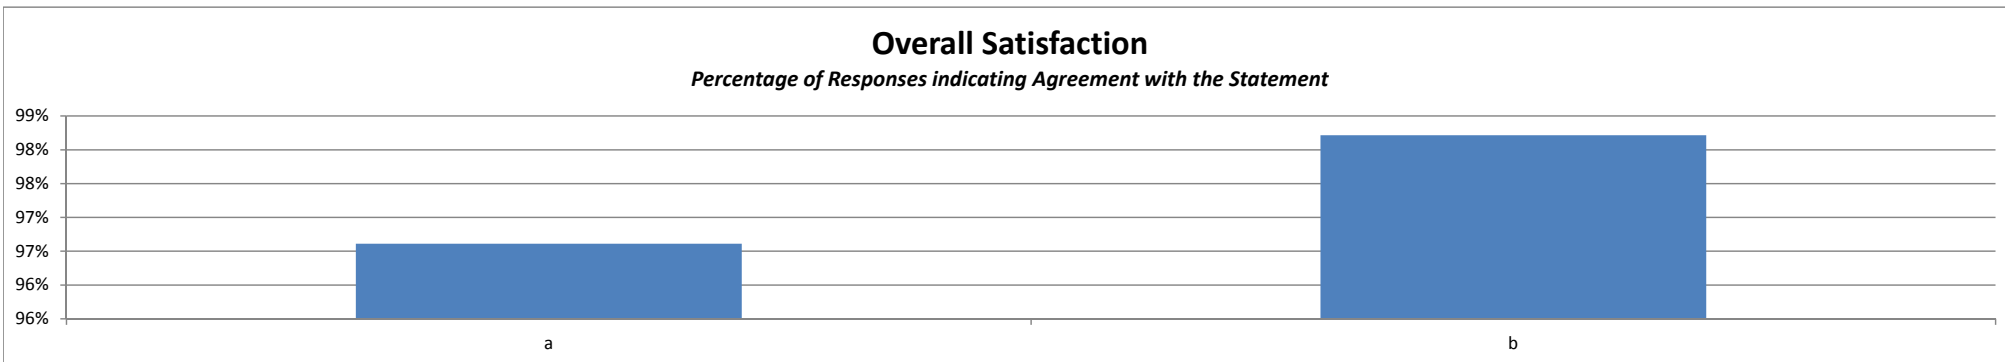 Overall Satisfaction
Percentage of Responses indicating Agreement with the Statement
99%
98%
98%
97%
97%
96%
96%
a
b